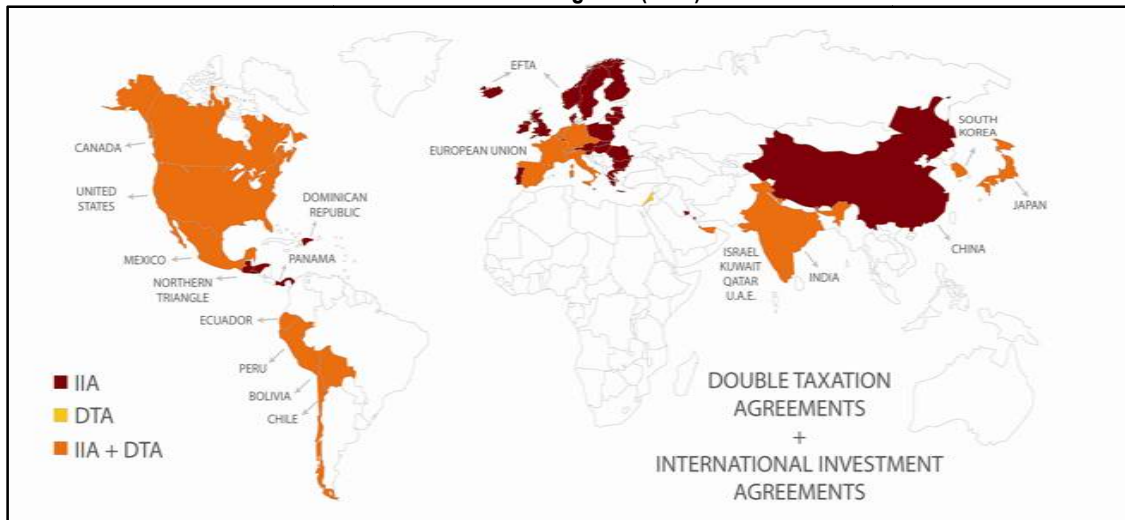 EFTA
SOUTH
KOREA
CANADA
EUROPEAN UNION
UNITED
STATES
DOMINICAN
REPUBLIC
JAPAN
MEXICO
PANAMA
CHINA
ISRAEL
KUWAIT
QATAR
U.A.E.
INDIA
NORTHERN
TRIANGLE
ECUADOR
PERU
BOLIVIA
CHILE
IIA
DTA
IIA + DTA
DOUBLE TAXATION
AGREEMENTS
+
INTERNATIONAL INVESTMENT
AGREEMENTS